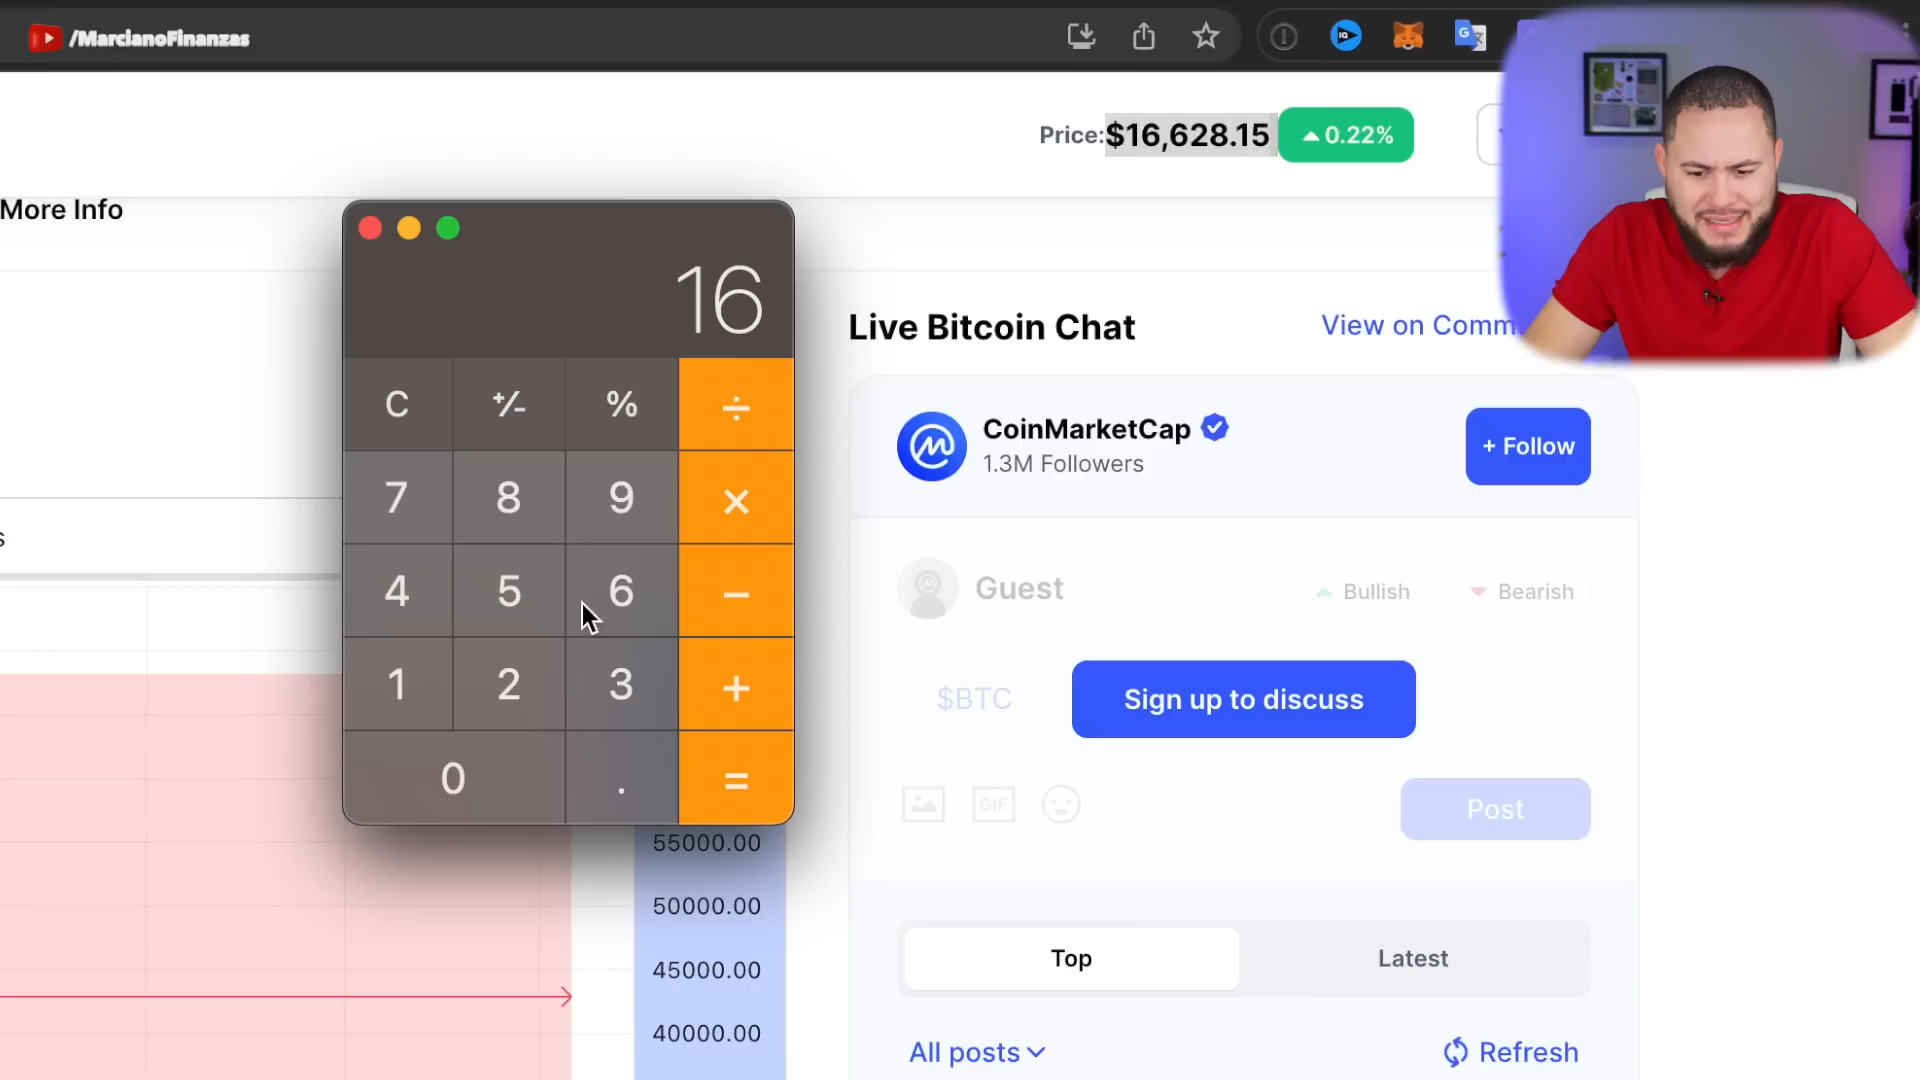 /MarcianoFinanzas
Price:$16,628.15 0.22%
More Info
16
C +/- % ÷
7 8 9 ×
4 5 6 −
1 2 3 +
0 . =
s
55000.00
50000.00
45000.00
40000.00
Live Bitcoin Chat
View on Comm
CoinMarketCap
1.3M Followers
+ Follow
Guest
Bullish
Bearish
$BTC
Sign up to discuss
GIF
Post
Top
Latest
All posts
Refresh